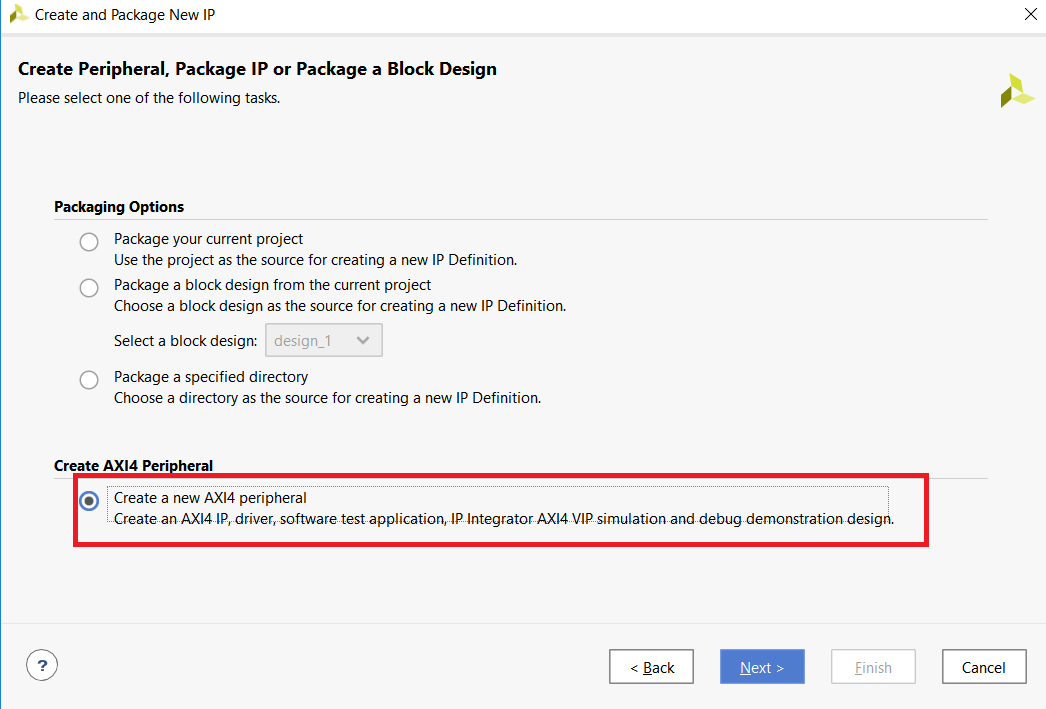 Create and Package New IP
Create Peripheral, Package IP or Package a Block Design
Please select one of the following tasks.
Packaging Options
Package your current project
Use the project as the source for creating a new IP Definition.
Package a block design from the current project
Choose a block design as the source for creating a new IP Definition.
Select a block design: design_1
Package a specified directory
Choose a directory as the source for creating a new IP Definition.
Create AXI4 Peripheral
Create a new AXI4 peripheral
Create an AXI4 IP, driver, software test application, IP Integrator AXI4 VIP simulation and debug demonstration design.
? < Back Next > Finish Cancel